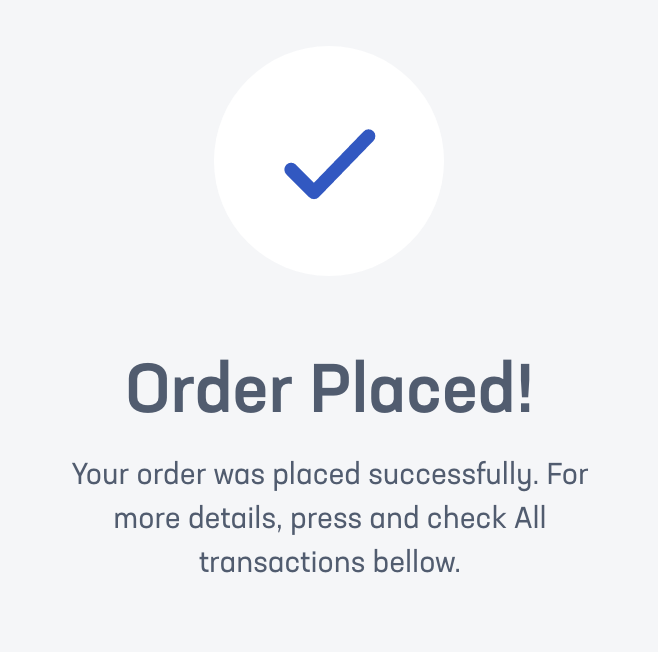 Order Placed!
Your order was placed successfully. For
more details, press and check All
transactions bellow.